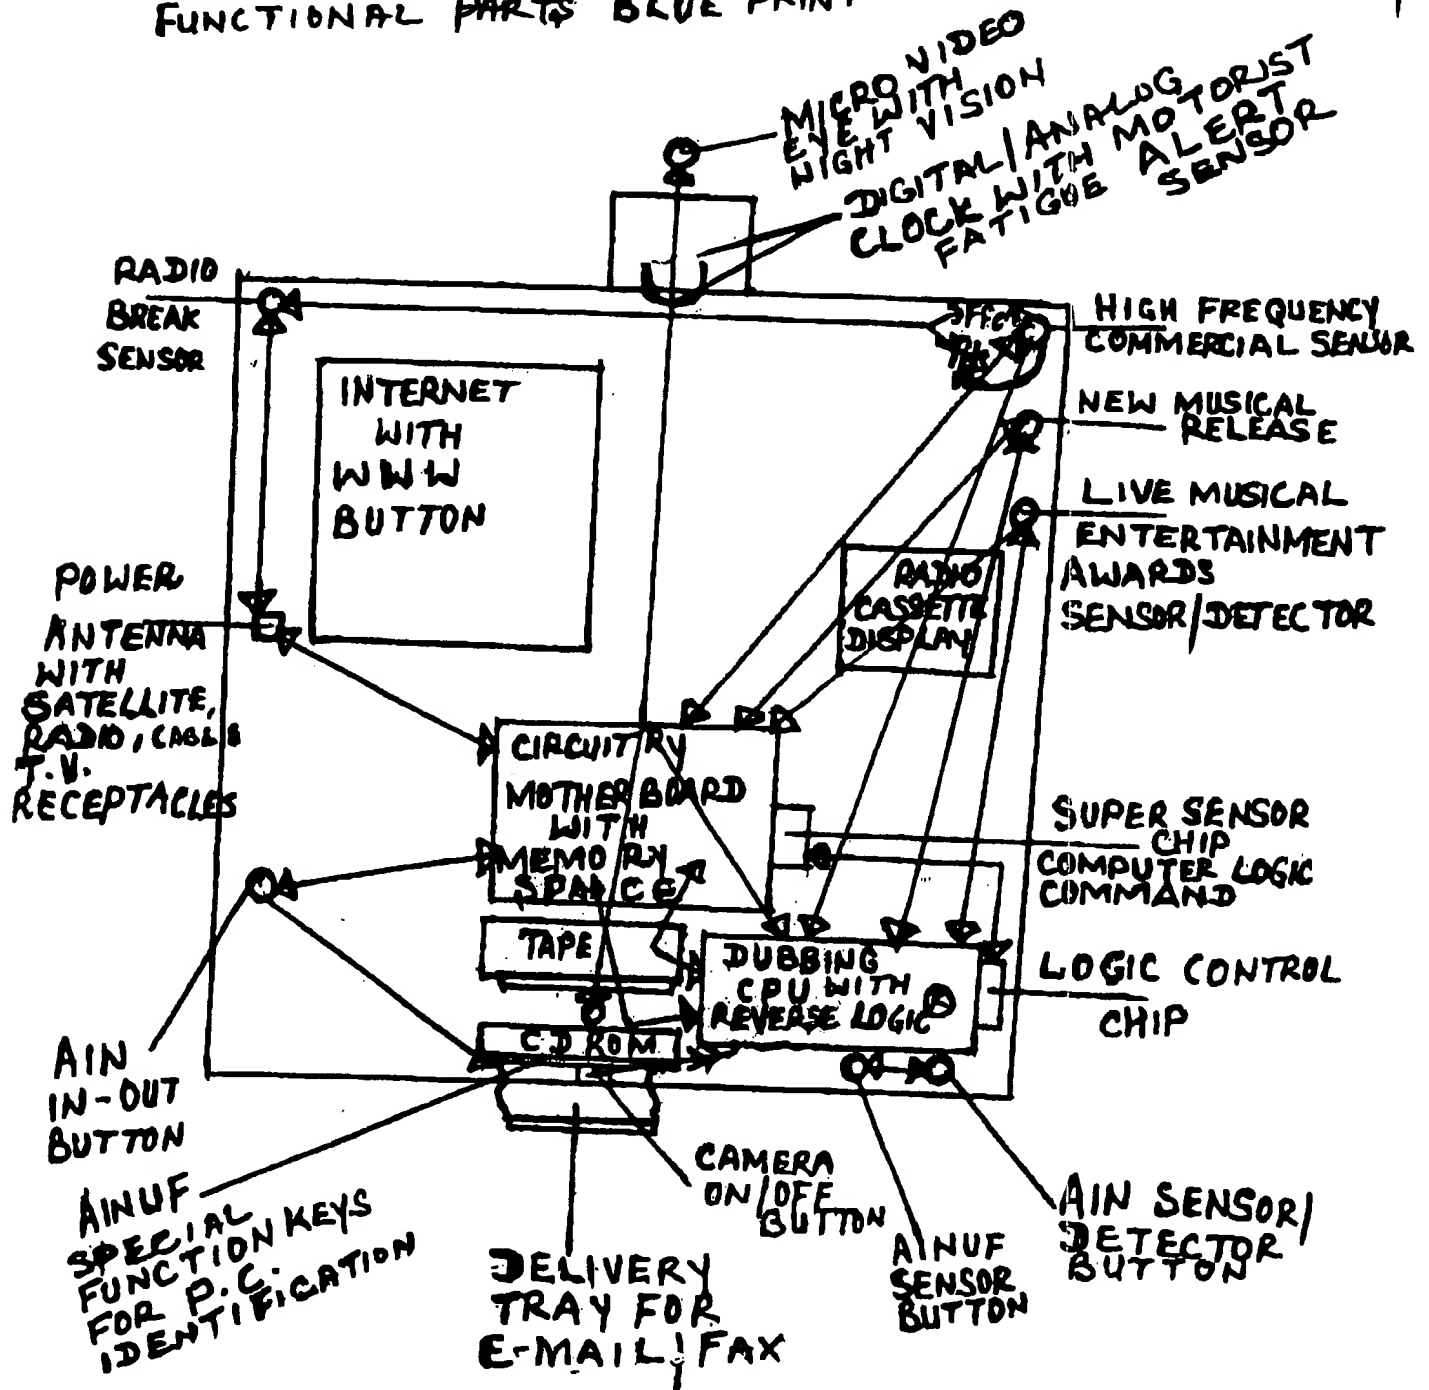 FUNCTIONAL PARTS BLUE PRINT
MICRO VIDEO
EYE WITH
NIGHT VISION
DIGITAL/ANALOG
CLOCK WITH MOTORIST
FATIGUE ALERT
SENSOR
RADIO
BREAK
SENSOR
HIGH FREQUENCY
COMMERCIAL SENSOR
NEW MUSICAL
RELEASE
LIVE MUSICAL
ENTERTAINMENT
AWARDS
SENSOR/DETECTOR
INTERNET
WITH
WWW
BUTTON
RADIO
CASSETTE
DISPLAY
POWER
ANTENNA
WITH
SATELLITE,
RADIO, CABLE
T.V.
RECEPTACLES
CIRCUITRY
MOTHERBOARD
WITH
MEMORY
SPACE
SUPER SENSOR
CHIP
COMPUTER LOGIC
COMMAND
TAPE
DUBBING
CPU WITH
REVERSE LOGIC
LOGIC CONTROL
CHIP
CD ROM
AIN
IN-OUT
BUTTON
AINUF
SPECIAL
FUNCTION KEYS
FOR P.C.
IDENTIFICATION
CAMERA
ON/OFF
BUTTON
DELIVERY
TRAY FOR
E-MAIL/FAX
AINUF
SENSOR
BUTTON
AIN SENSOR/
DETECTOR
BUTTON